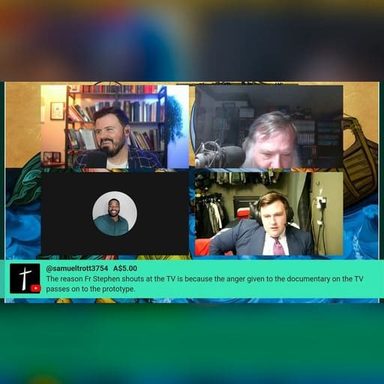 @samueltrott3754 A$5.00
The reason Fr Stephen shouts at the TV is because the anger given to the documentary on the TV
passes on to the prototype.